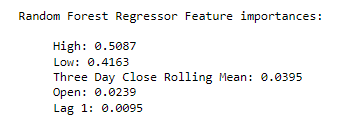 Random Forest Regressor Feature importances:
High: 0.5087
Low: 0.4163
Three Day Close Rolling Mean: 0.0395
Open: 0.0239
Lag 1: 0.0095